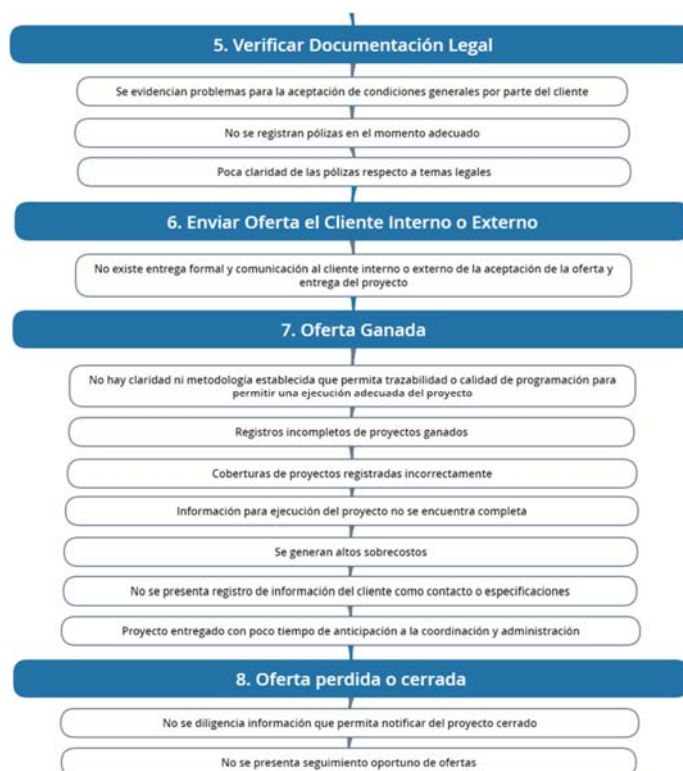 5. Verificar Documentación Legal
Se evidencian problemas para la aceptación de condiciones generales por parte del cliente
No se registran pólizas en el momento adecuado
Poca claridad de las pólizas respecto a temas legales
6. Enviar Oferta el Cliente Interno o Externo
No existe entrega formal y comunicación al cliente interno o externo de la aceptación de la oferta y
entrega del proyecto
7. Oferta Ganada
No hay claridad ni metodología establecida que permita trazabilidad o calidad de programación para
permitir una ejecución adecuada del proyecto
Registros incompletos de proyectos ganados
Coberturas de proyectos registradas incorrectamente
Información para ejecución del proyecto no se encuentra completa
Se generan altos sobrecostos
No se presenta registro de información del cliente como contacto o especificaciones
Proyecto entregado con poco tiempo de anticipación a la coordinación y administración
8. Oferta perdida o cerrada
No se diligencia información que permita notificar del proyecto cerrado
No se presenta seguimiento oportuno de ofertas